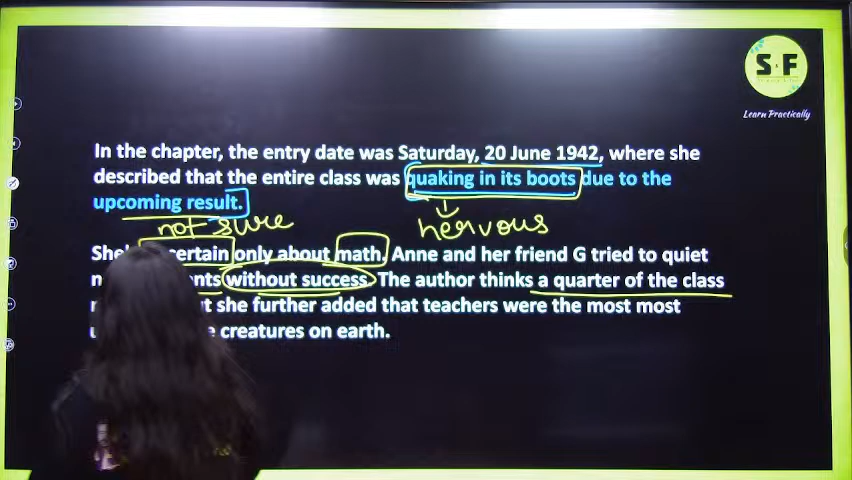 S F
Learn Practically
In the chapter, the entry date was Saturday, 20 June 1942, where she
described that the entire class was quaking in its boots due to the
upcoming result.
not sure nervous
She' certain only about math. Anne and her friend G tried to quiet
without success. The author thinks a quarter of the class
she further added that teachers were the most most
creatures on earth.